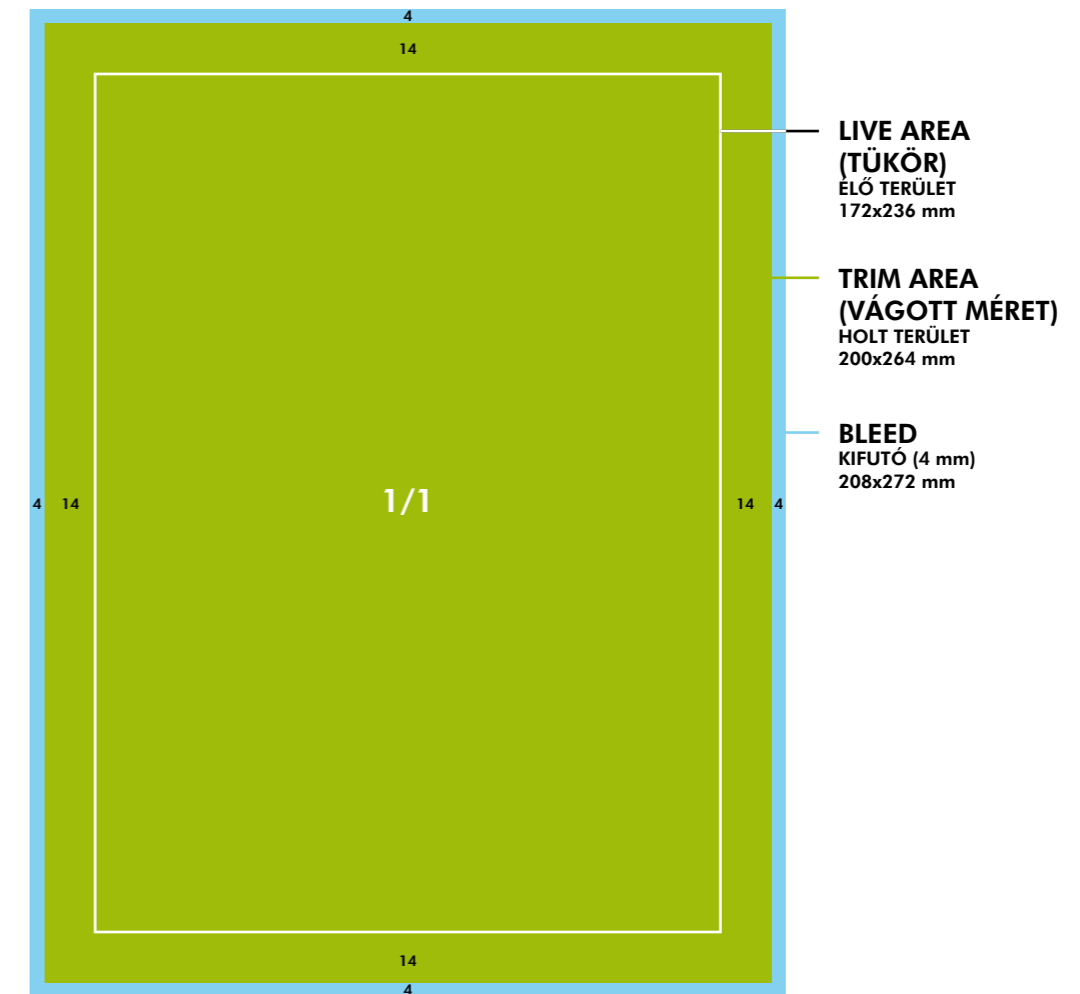 4
14
LIVE AREA
(TÜKÖR)
ÉLŐ TERÜLET
172x236 mm
TRIM AREA
(VÁGOTT MÉRET)
HOLT TERÜLET
200x264 mm
BLEED
KIFUTÓ (4 mm)
208x272 mm
4 14 1/1 14 4
14
4